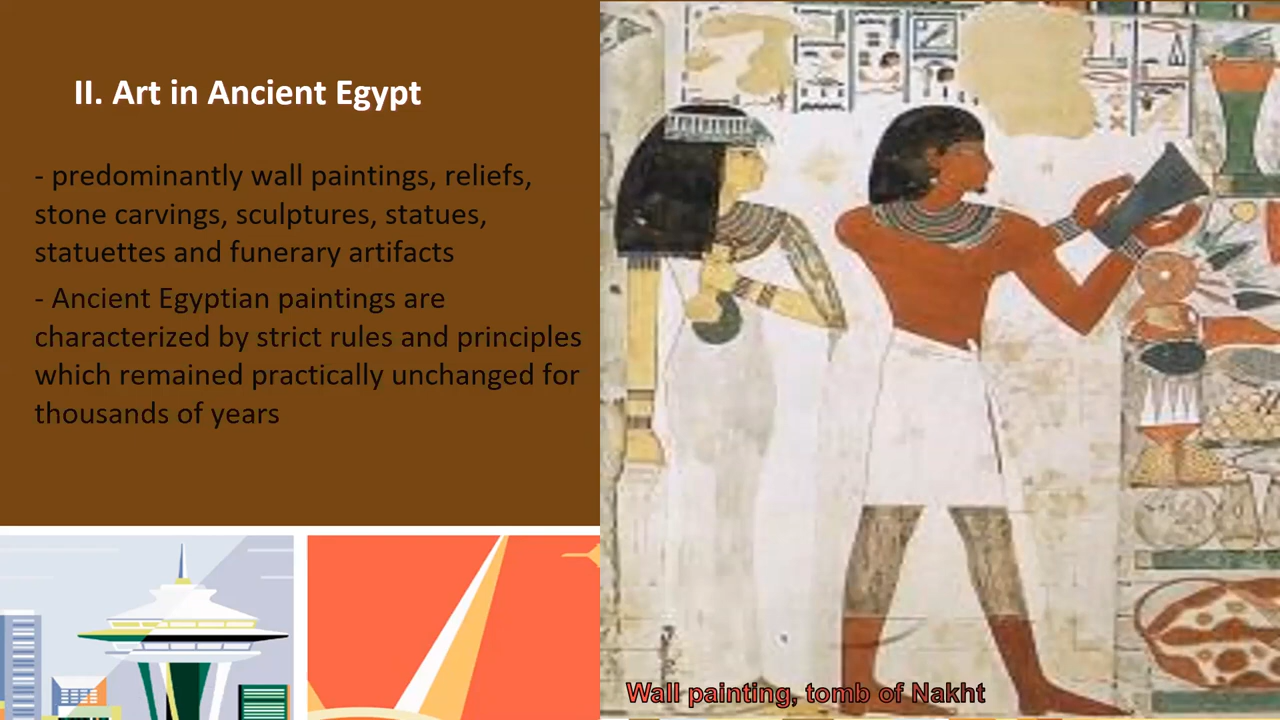 II. Art in Ancient Egypt
- predominantly wall paintings, reliefs,
stone carvings, sculptures, statues,
statuettes and funerary artifacts
- Ancient Egyptian paintings are
characterized by strict rules and principles
which remained practically unchanged for
thousands of years
Wall painting, tomb of Nakht